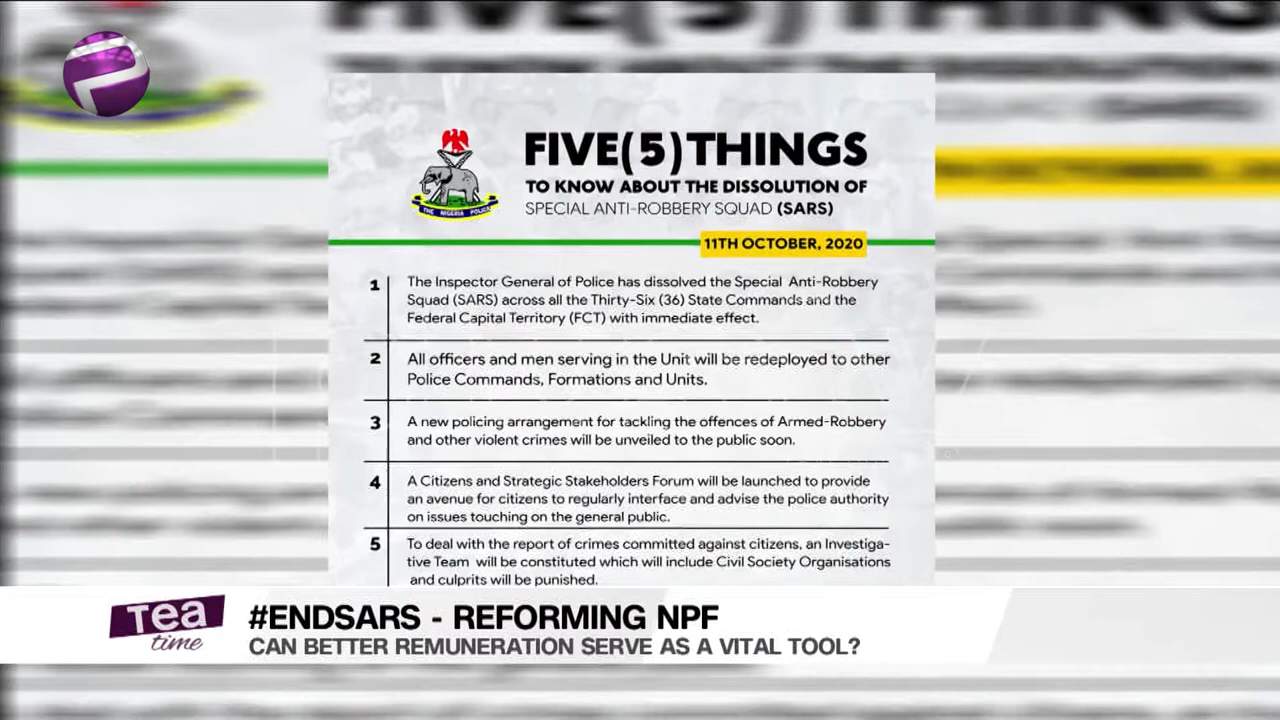 FIVE(5)THINGS
TO KNOW ABOUT THE DISSOLUTION OF
SPECIAL ANTI-ROBBERY SQUAD (SARS)
THE NIGERIA POLICE
11TH OCTOBER, 2020
1 The Inspector General of Police has dissolved the Special Anti-Robbery
Squad (SARS) across all the Thirty-Six (36) State Commands and the
Federal Capital Territory (FCT) with immediate effect.
2 All officers and men serving in the Unit will be redeployed to other
Police Commands, Formations and Units.
3 A new policing arrangement for tackling the offences of Armed-Robbery
and other violent crimes will be unveiled to the public soon.
4 A Citizens and Strategic Stakeholders Forum will be launched to provide
an avenue for citizens to regularly interface and advise the police authority
on issues touching on the general public.
5 To deal with the report of crimes committed against citizens, an Investiga-
tive Team will be constituted which will include Civil Society Organisations
and culprits will be punished.
Tea
time
#ENDSARS - REFORMING NPF
CAN BETTER REMUNERATION SERVE AS A VITAL TOOL?